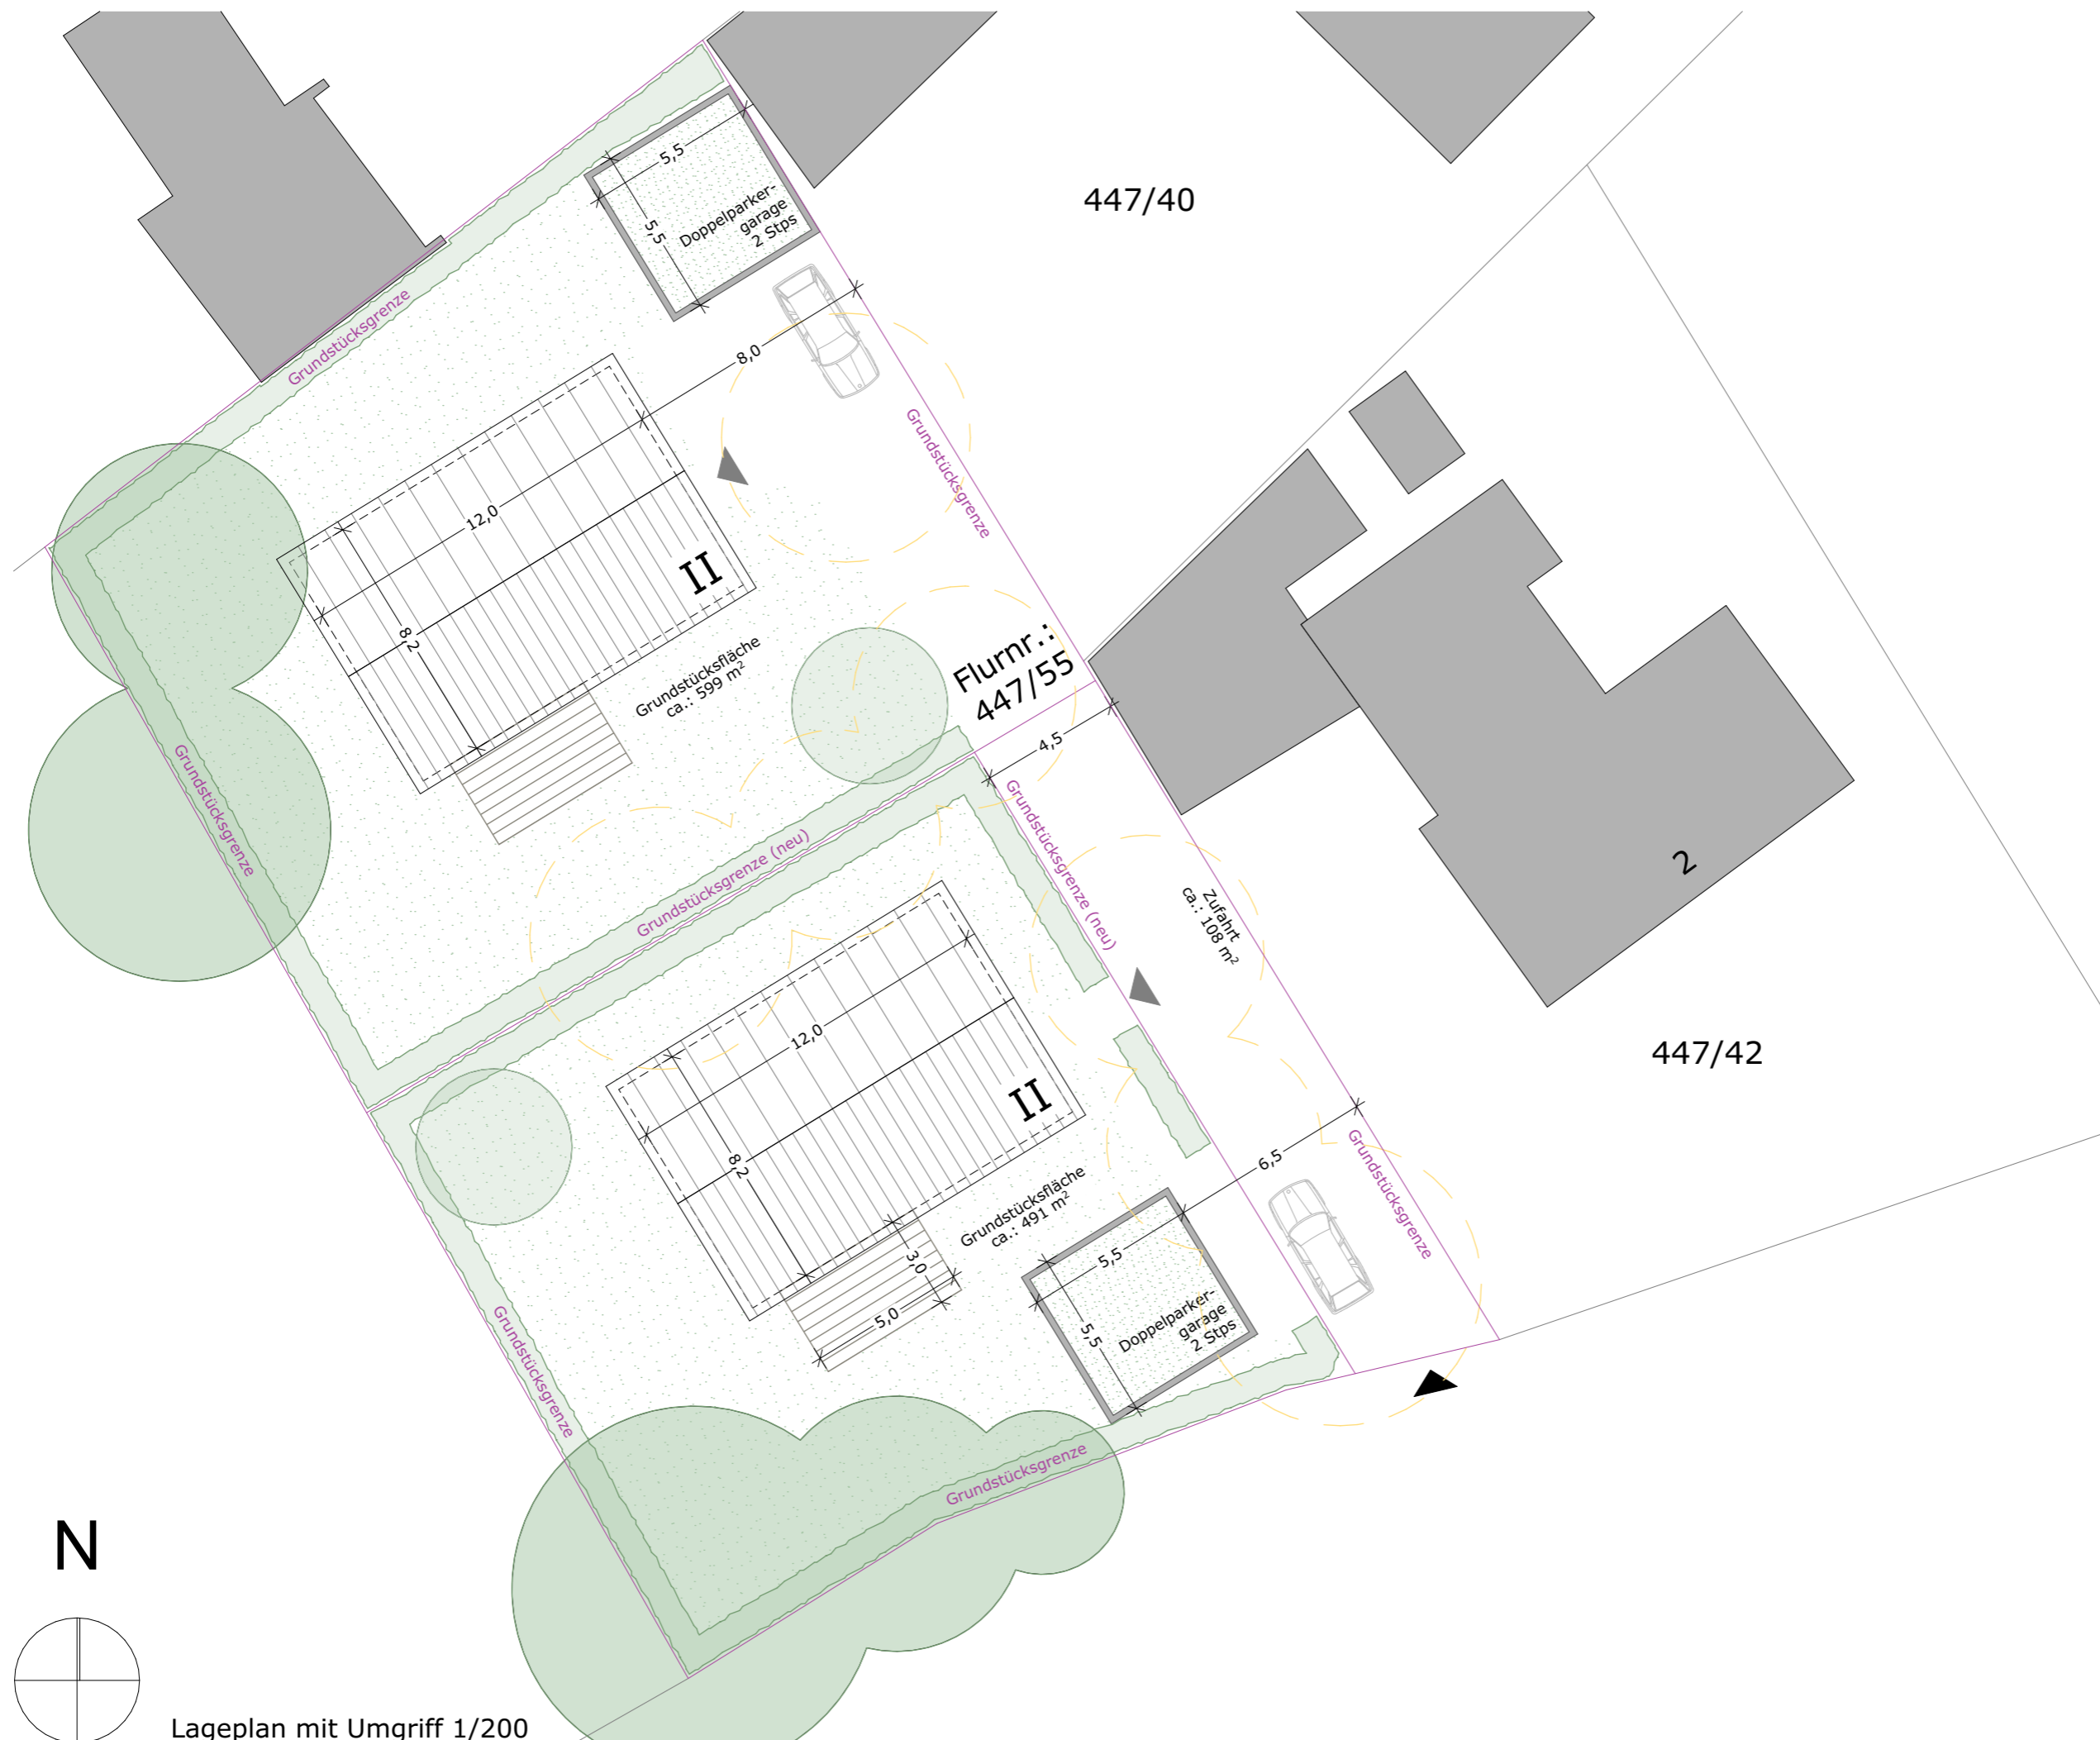 447/40
5,5
5,5
Doppelparker-
garage
2 Stps
Grundstücksgrenze
8,0
Grundstücksgrenze
12,0
8,2
II
Grundstücksfläche
ca.: 599 m²
Flurnr.:
447/55
4,5
Grundstücksgrenze
Grundstücksgrenze (neu)
Grundstücksgrenze (neu)
Zufahrt
ca.: 108 m²
2
447/42
12,0
8,2
II
Grundstücksfläche
ca.: 491 m²
6,5
Grundstücksgrenze
3,0
5,0
5,5
5,5
Doppelparker-
garage
2 Stps
Grundstücksgrenze
Grundstücksgrenze
N
Lageplan mit Umgriff 1/200